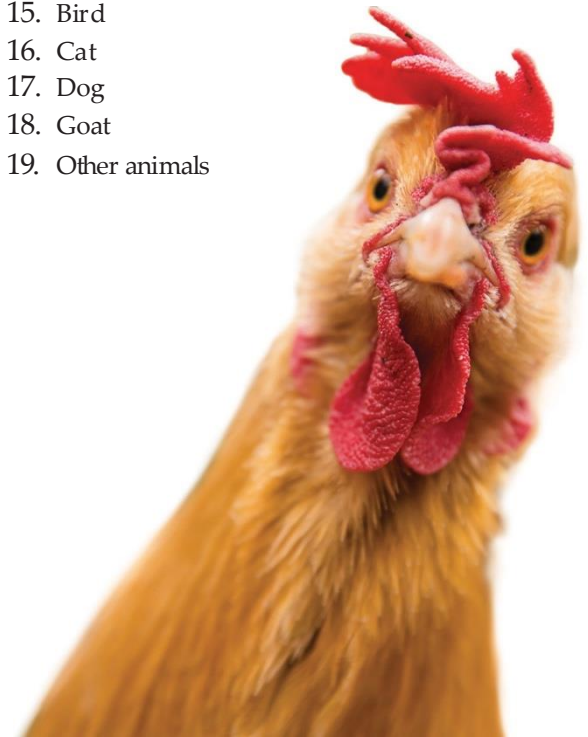 15. Bird
16. Cat
17. Dog
18. Goat
19. Other animals